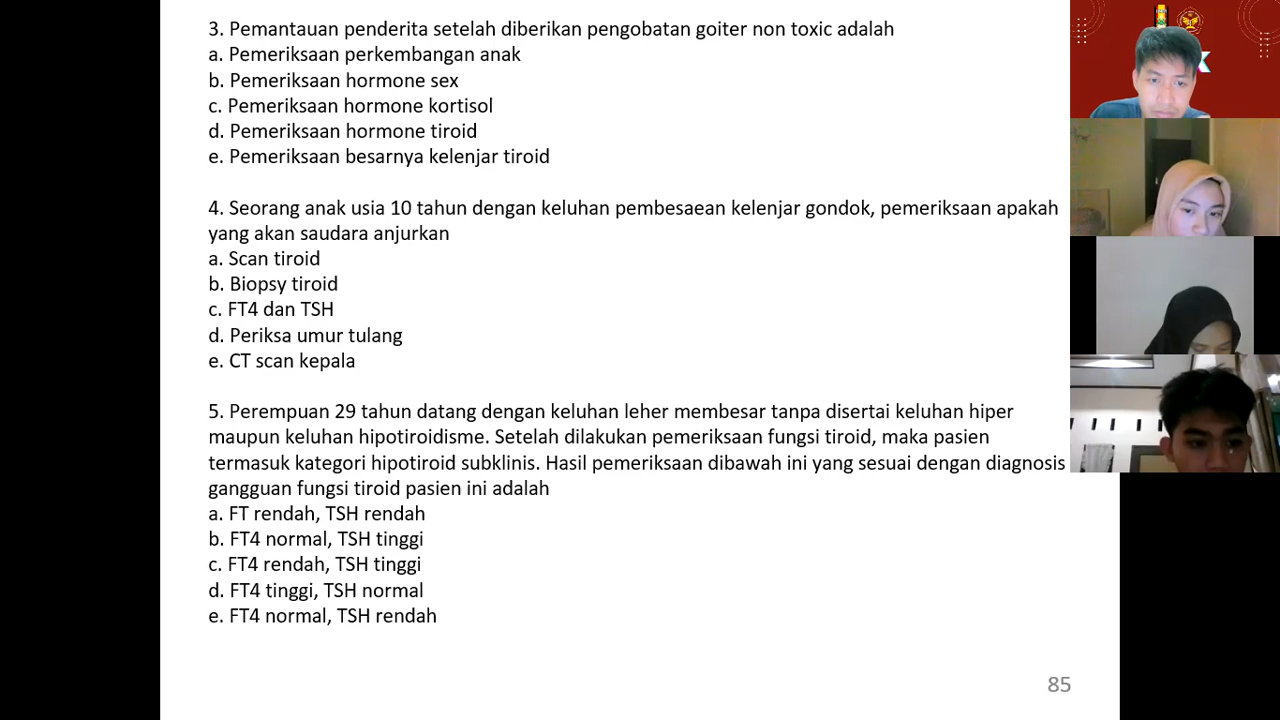 3. Pemantauan penderita setelah diberikan pengobatan goiter non toxic adalah
a. Pemeriksaan perkembangan anak
b. Pemeriksaan hormone sex
c. Pemeriksaan hormone kortisol
d. Pemeriksaan hormone tiroid
e. Pemeriksaan besarnya kelenjar tiroid
4. Seorang anak usia 10 tahun dengan keluhan pembesaean kelenjar gondok, pemeriksaan apakah
yang akan saudara anjurkan
a. Scan tiroid
b. Biopsy tiroid
c. FT4 dan TSH
d. Periksa umur tulang
e. CT scan kepala
5. Perempuan 29 tahun datang dengan keluhan leher membesar tanpa disertai keluhan hiper
maupun keluhan hipotiroidisme. Setelah dilakukan pemeriksaan fungsi tiroid, maka pasien
termasuk kategori hipotiroid subklinis. Hasil pemeriksaan dibawah ini yang sesuai dengan diagnosis
gangguan fungsi tiroid pasien ini adalah
a. FT rendah, TSH rendah
b. FT4 normal, TSH tinggi
c. FT4 rendah, TSH tinggi
d. FT4 tinggi, TSH normal
e. FT4 normal, TSH rendah
85